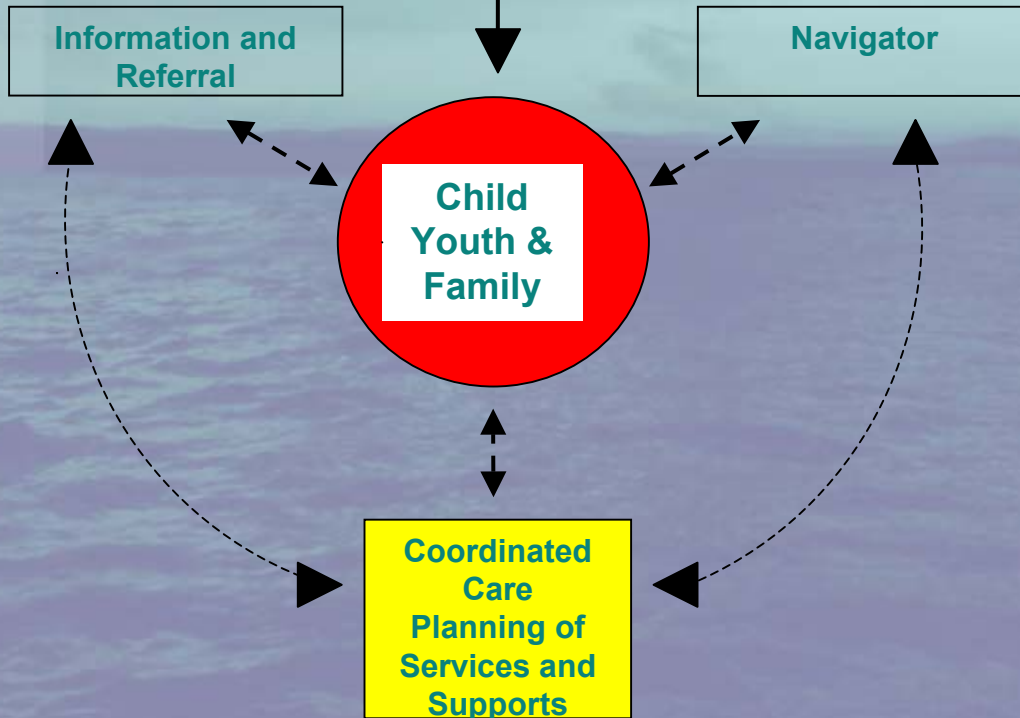 Information and
Referral
Navigator
Child
Youth &
Family
Coordinated
Care
Planning of
Services and
Supports